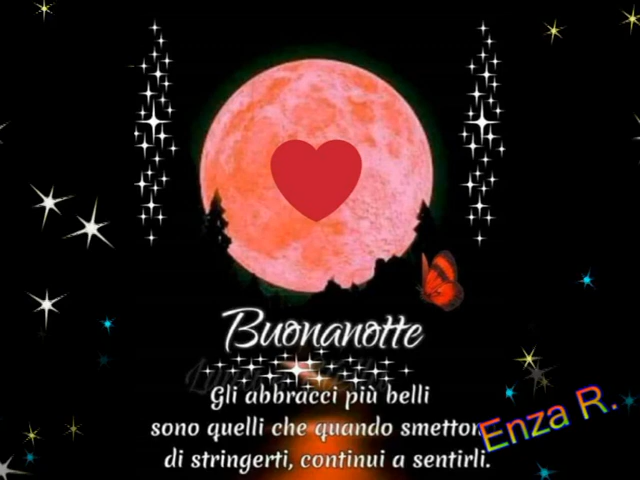 Buonanotte
Gli abbracci più belli
sono quelli che quando smetton
di stringerti, continui a sentirli.
Enza R.